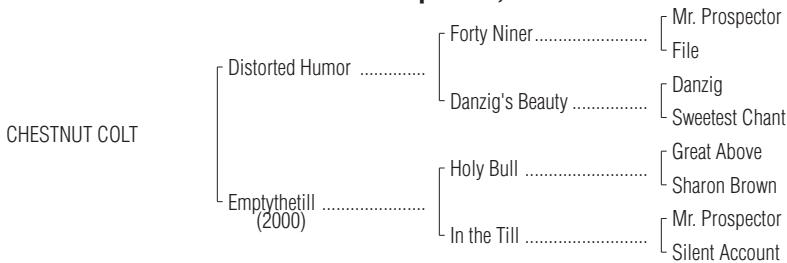 Mr. Prospector
Forty Niner
File
Distorted Humor
Danzig
Danzig's Beauty
Sweetest Chant
CHESTNUT COLT
Great Above
Holy Bull
Sharon Brown
Emptythetill
(2000)
Mr. Prospector
In the Till
Silent Account